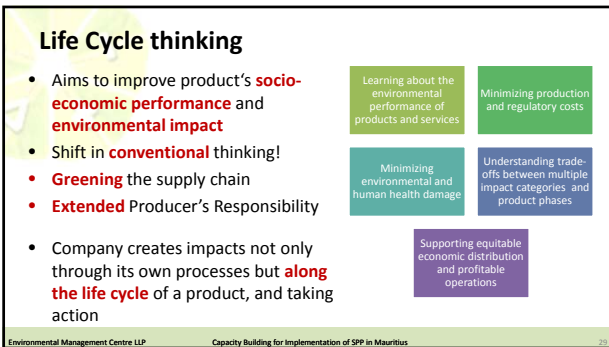 Life Cycle thinking
• Aims to improve product‘s socio-
economic performance and
environmental impact
• Shift in conventional thinking!
• Greening the supply chain
• Extended Producer’s Responsibility
• Company creates impacts not only
through its own processes but along
the life cycle of a product, and taking
action
Learning about the
environmental
performance of
products and services
Minimizing production
and regulatory costs
Minimizing
environmental and
human health damage
Understanding trade-
offs between multiple
impact categories and
product phases
Supporting equitable
economic distribution
and profitable
operations
Environmental Management Centre LLP
Capacity Building for Implementation of SPP in Mauritius
29